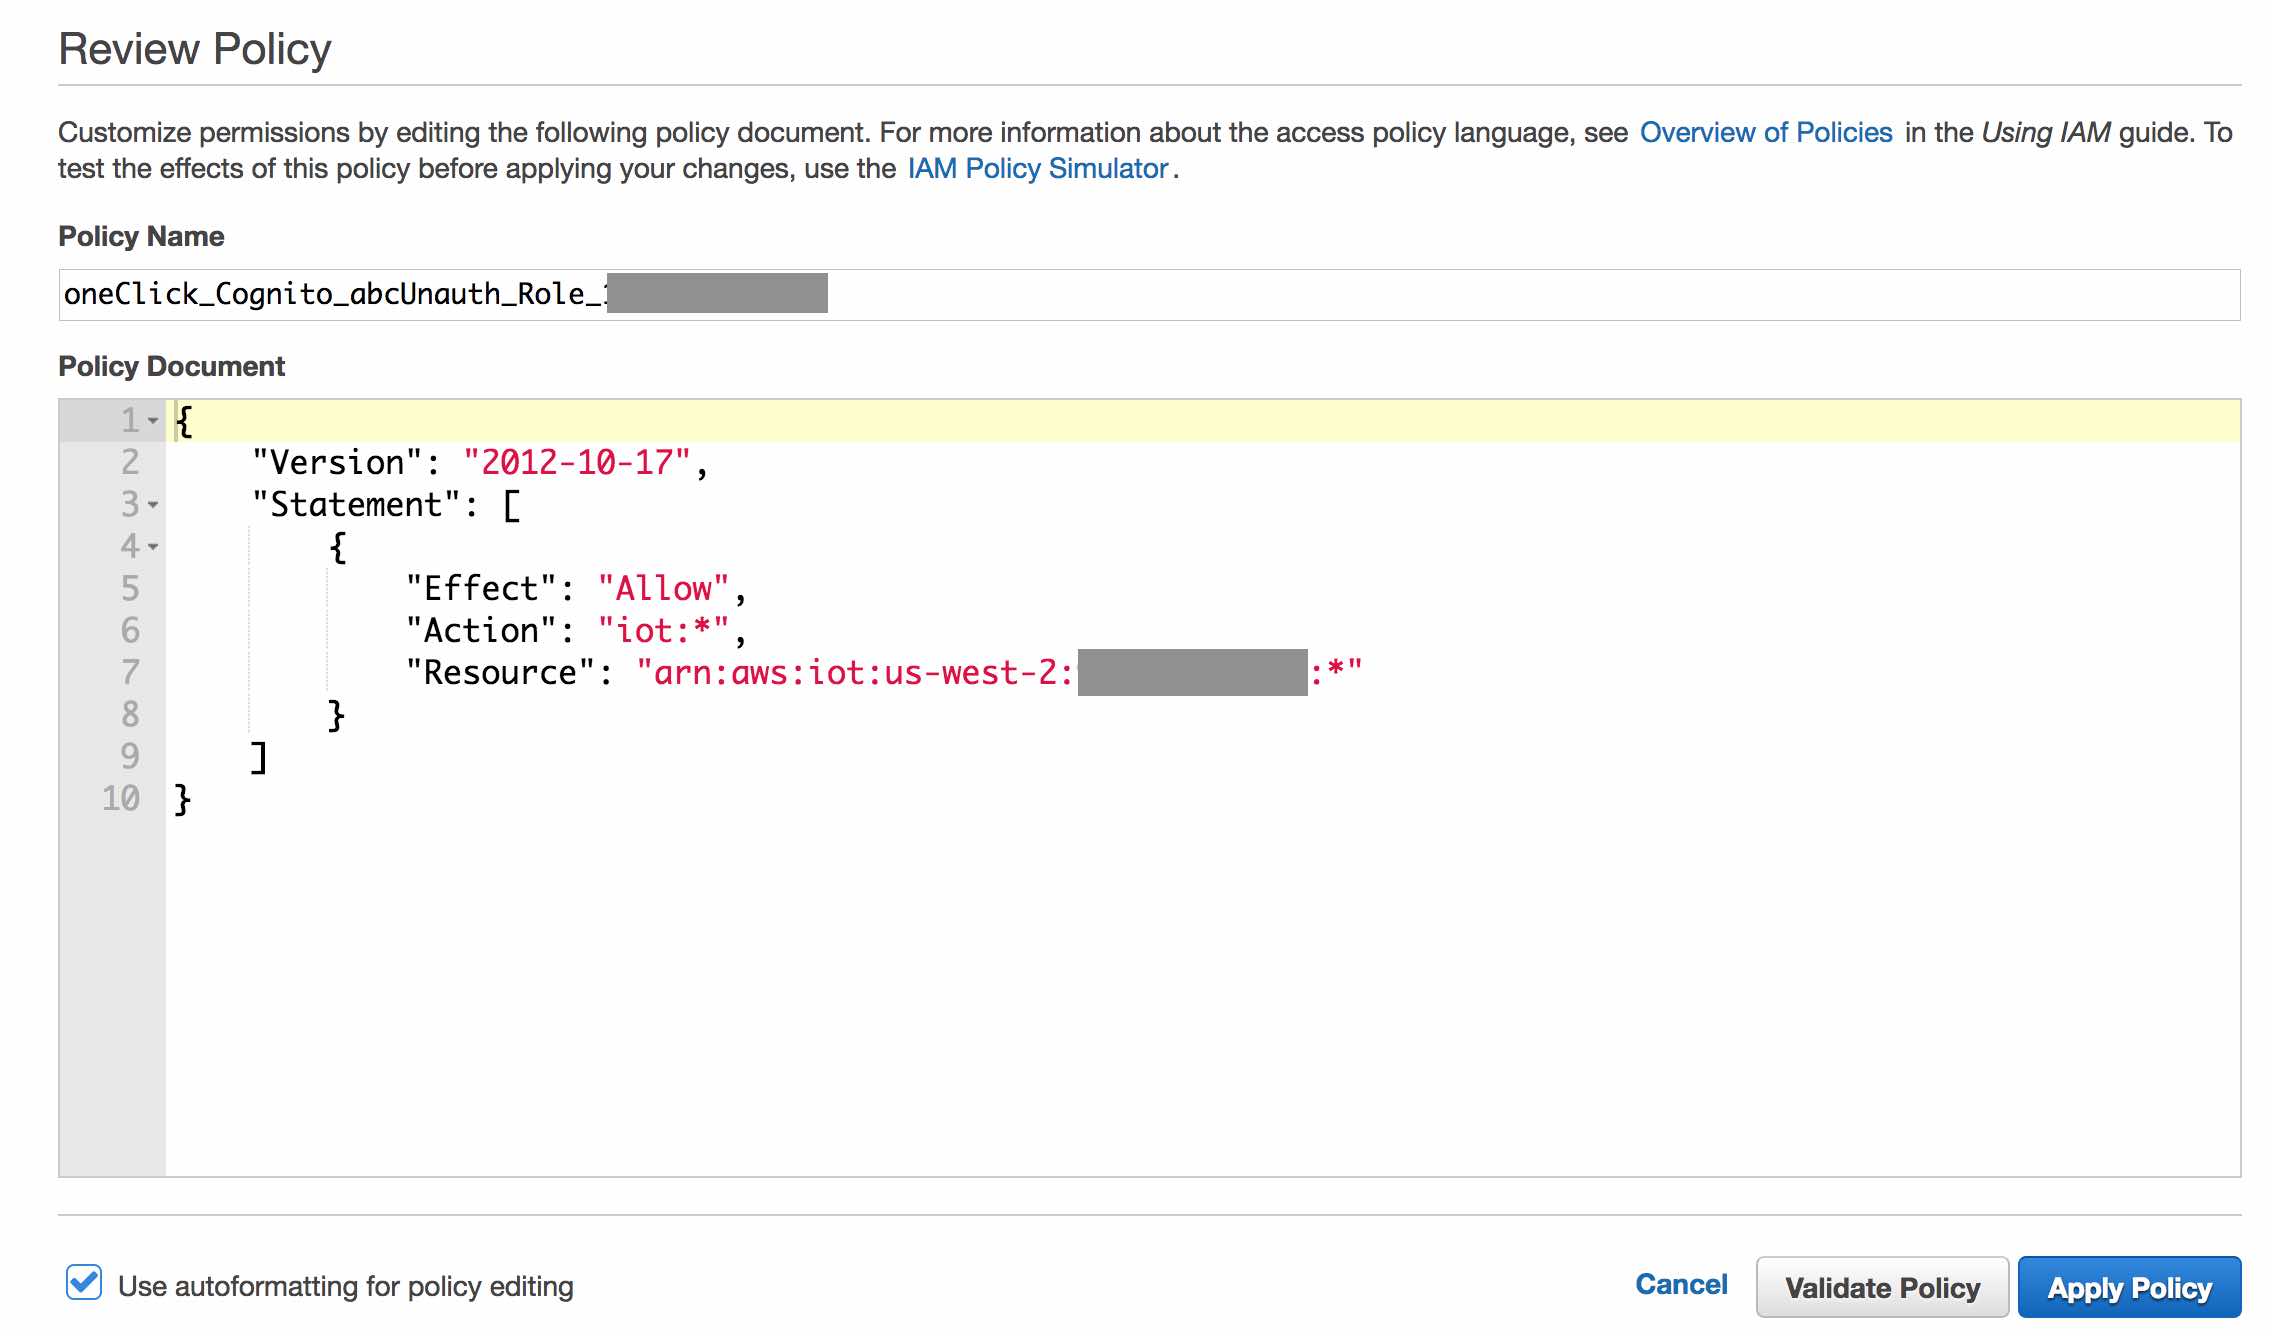 Review Policy
Customize permissions by editing the following policy document. For more information about the access policy language, see Overview of Policies in the Using IAM guide. To
test the effects of this policy before applying your changes, use the IAM Policy Simulator.
Policy Name
oneClick_Cognito_abcUnauth_Role_
Policy Document
1 {
2 "Version": "2012-10-17",
3 "Statement": [
4 {
5 "Effect": "Allow",
6 "Action": "iot:*",
7 "Resource": "arn:aws:iot:us-west-2: :*"
8 }
9 ]
10 }
Use autoformatting for policy editing
Cancel Validate Policy Apply Policy